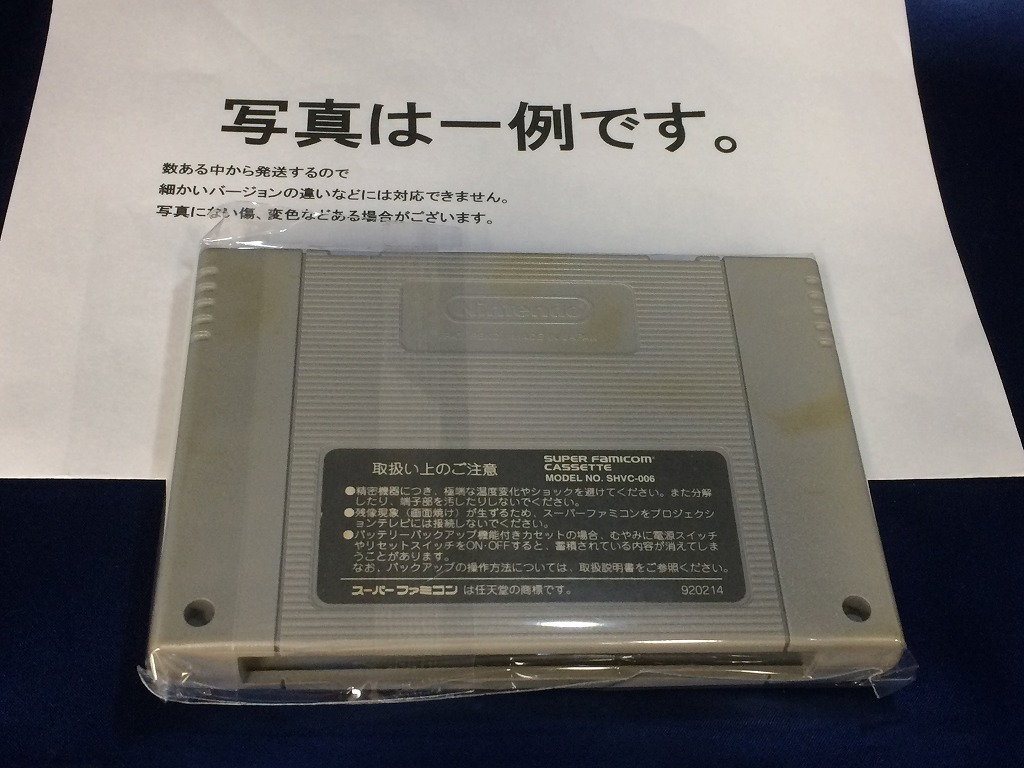 写真は一例です。
数ある中から発送するので
細かいバージョンの違いなどには対応できません。
写真にない傷、変色などある場合がございます。
Nintendo
取扱い上のご注意
SUPER FAMICOM
CASSETTE
MODEL NO. SHVC-006
●精密機器につき、極端な温度変化やショックを避けてください。また分解
したり、端子部を汚したりしないでください。
●残像現象（画面焼け）が生ずるため、スーパーファミコンをプロジェクシ
ョンテレビには接続しないでください。
●バッテリーバックアップ機能付きカセットの場合、むやみに電源スイッチ
やリセットスイッチをON・OFFすると、蓄積されている内容が消えてしま
うことがあります。
なお、バックアップの操作方法については、取扱説明書をご参照ください。
スーパーファミコン は任天堂の商標です。
920214